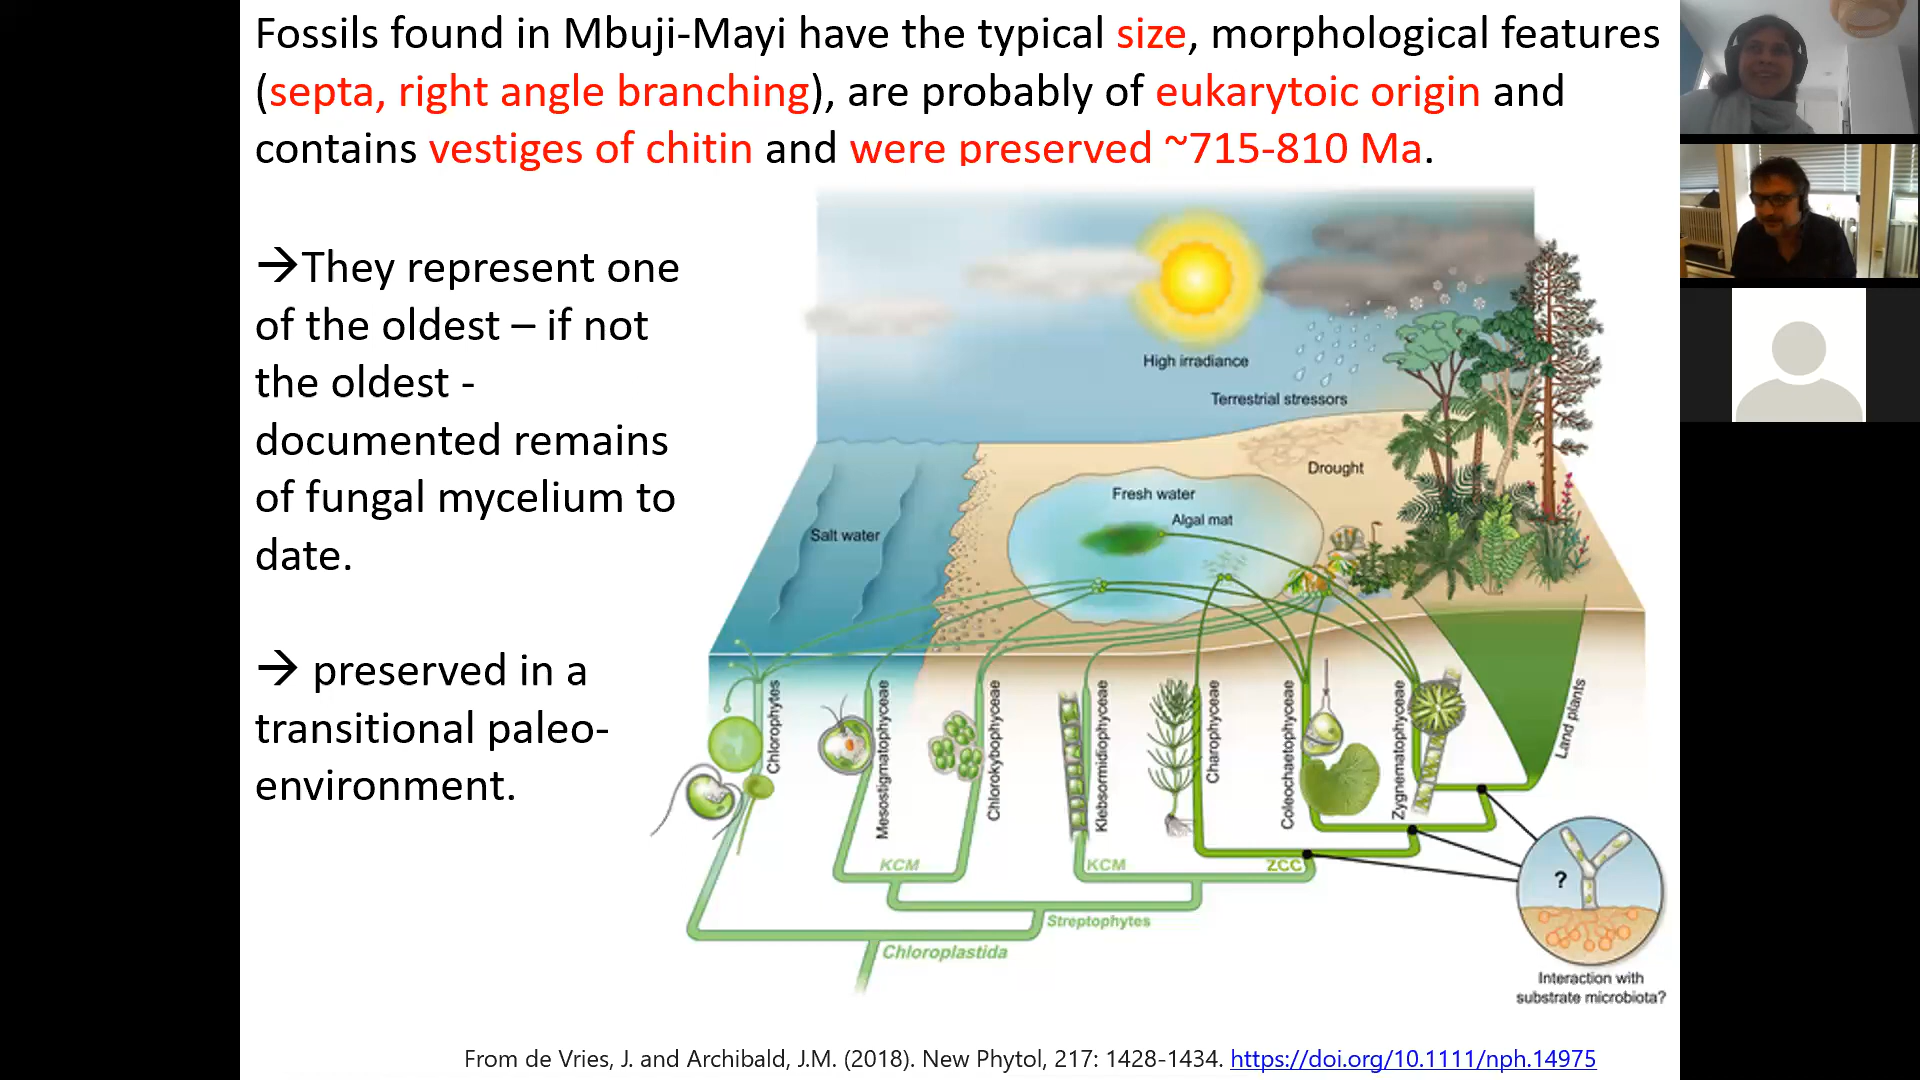 Fossils found in Mbuji-Mayi have the typical size, morphological features
(septa, right angle branching), are probably of eukarytoic origin and
contains vestiges of chitin and were preserved ~715-810 Ma.
→They represent one
of the oldest – if not
the oldest -
documented remains
of fungal mycelium to
date.
→ preserved in a
transitional paleo-
environment.
High irradiance
Terrestrial stressors
Drought
Fresh water
Algal mat
Salt water
Chlorophytes
Mesostigmatophyceae
Chlorokybophyceae
Klebsormidiophyceae
Charophyceae
Coleochaetophyceae
Zygnematophyceae
Land plants
KCM
KCM
ZCC
Streptophytes
Chloroplastida
?
Interaction with
substrate microbiota?
From de Vries, J. and Archibald, J.M. (2018). New Phytol, 217: 1428-1434. https://doi.org/10.1111/nph.14975